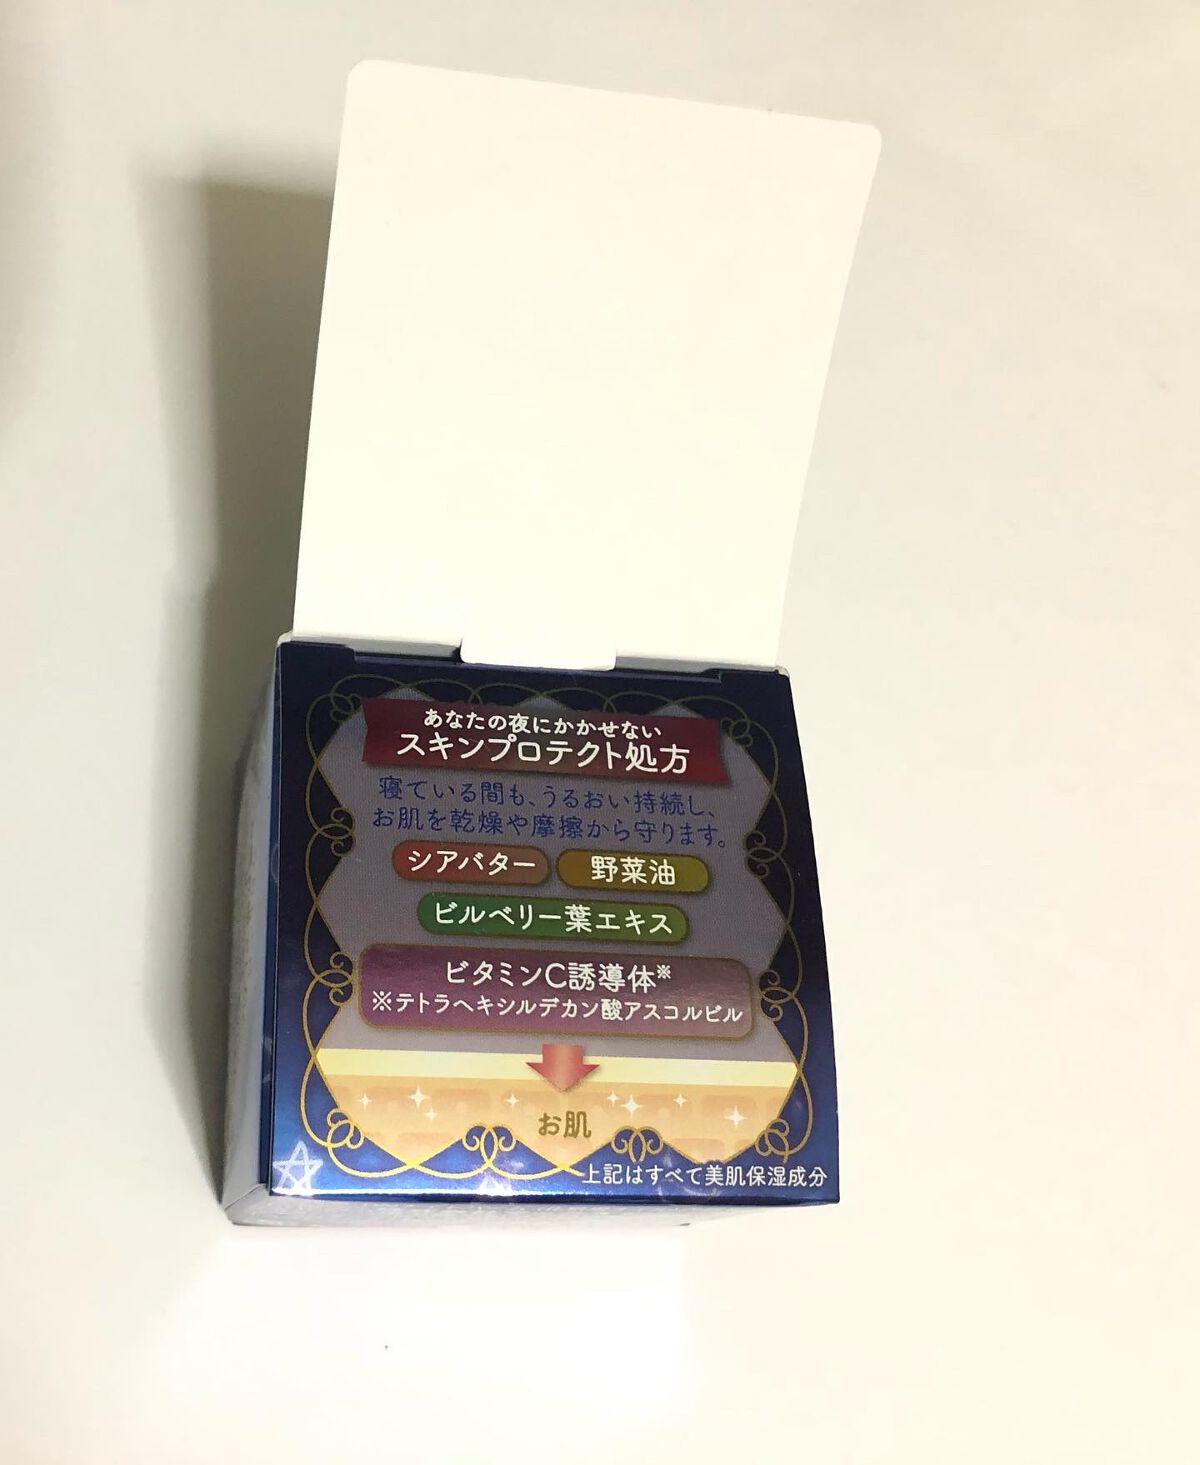 あなたの夜にかかせない
スキンプロテクト処方
寝ている間も、うるおい持続し、
お肌を乾燥や摩擦から守ります。
シアバター 野菜油
ビルベリー葉エキス
ビタミンC誘導体※
※テトラヘキシルデカン酸アスコルビル
お肌
上記はすべて美肌保湿成分